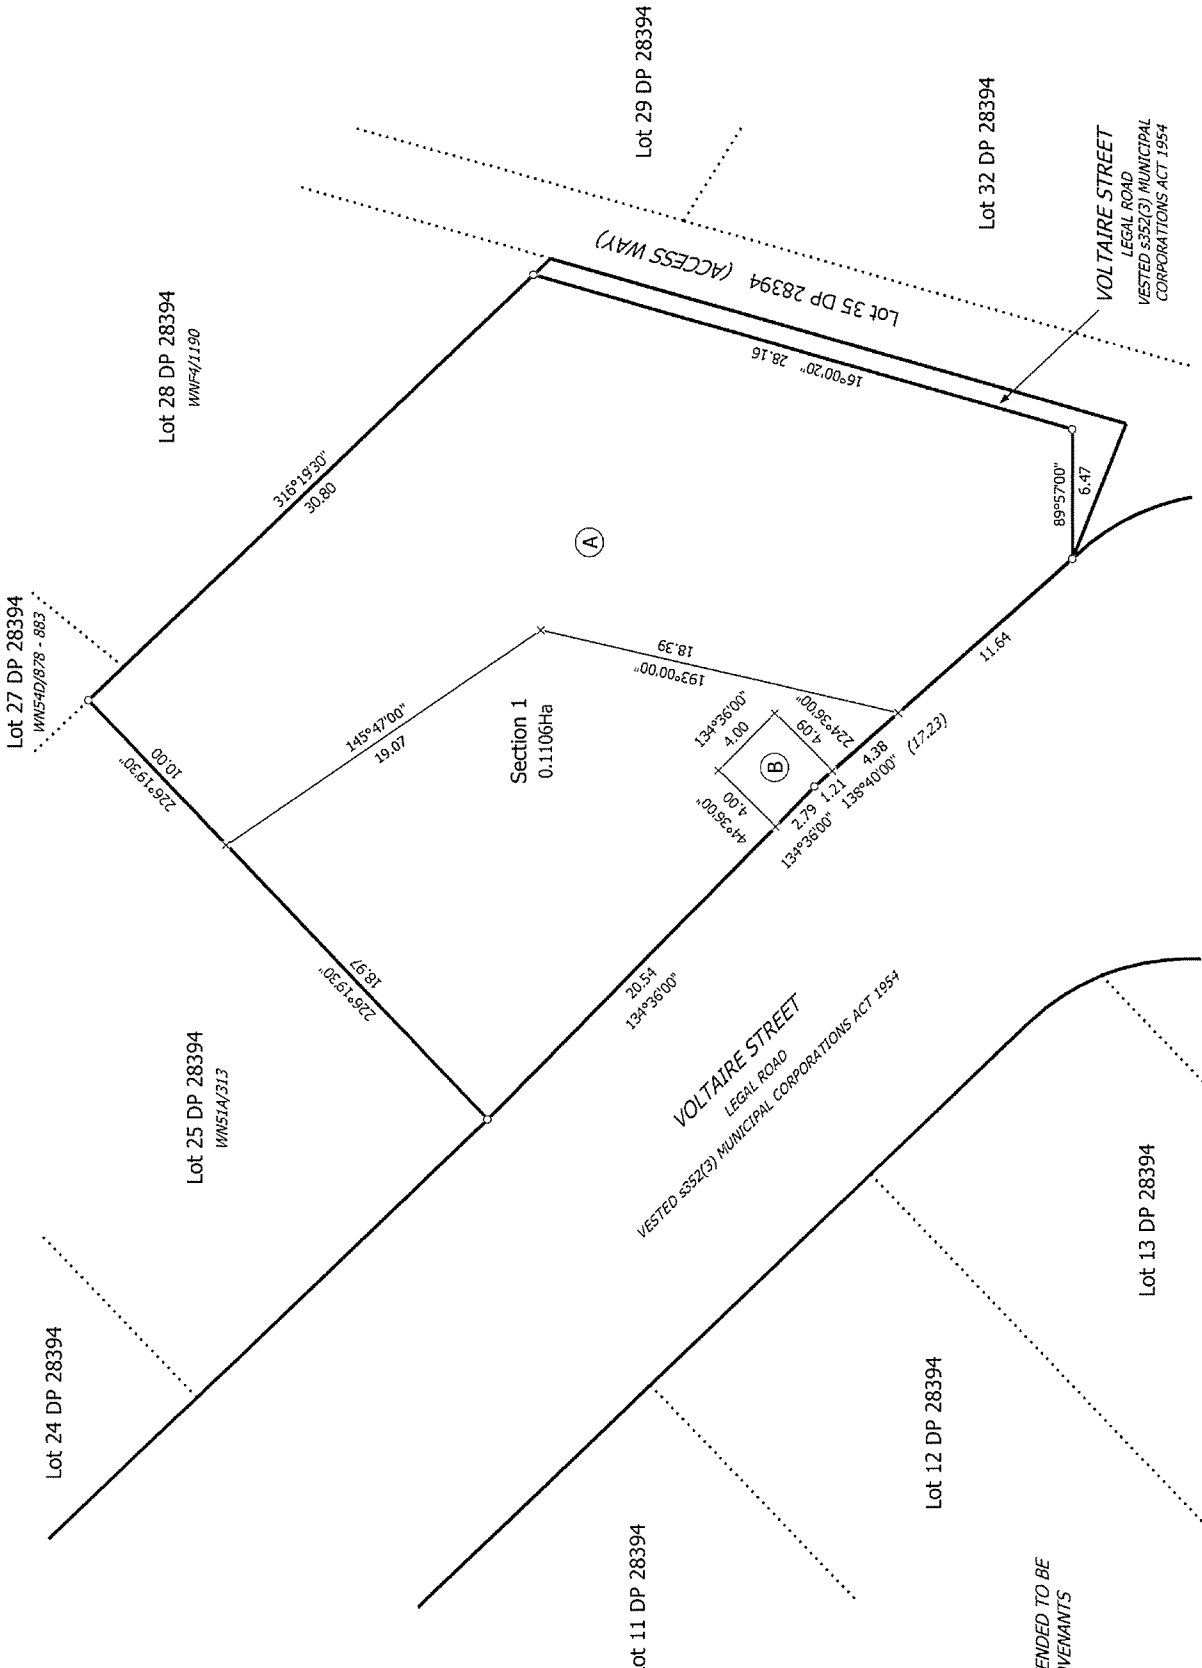 Lot 27 DP 28394
WN54D/878 - 883
Lot 28 DP 28394
WNF4/1190
Lot 29 DP 28394
Lot 32 DP 28394
VOLTAIRE STREET
LEGAL ROAD
VESTED s352(3) MUNICIPAL
CORPORATIONS ACT 1954
Lot 35 DP 28394 (ACCESS WAY)
16°00'20" 28.16
316°19'30"
30.80
89°57'00"
6.47
A
226°19'30"
10.00
145°47'00"
19.07
193°00'00"
18.39
Section 1
0.1106Ha
134°36'00"
4.00
44°36'00"
4.00
B
4.09
224°36'00"
11.64
4.38
(17.23)
2.79
1.21
134°36'00"
138°40'00"
226°19'30"
18.97
20.54
134°36'00"
Lot 25 DP 28394
WN51A/313
VOLTAIRE STREET
LEGAL ROAD
VESTED s352(3) MUNICIPAL CORPORATIONS ACT 1954
Lot 24 DP 28394
Lot 13 DP 28394
Lot 12 DP 28394
ot 11 DP 28394
ENDED TO BE
VENANTS